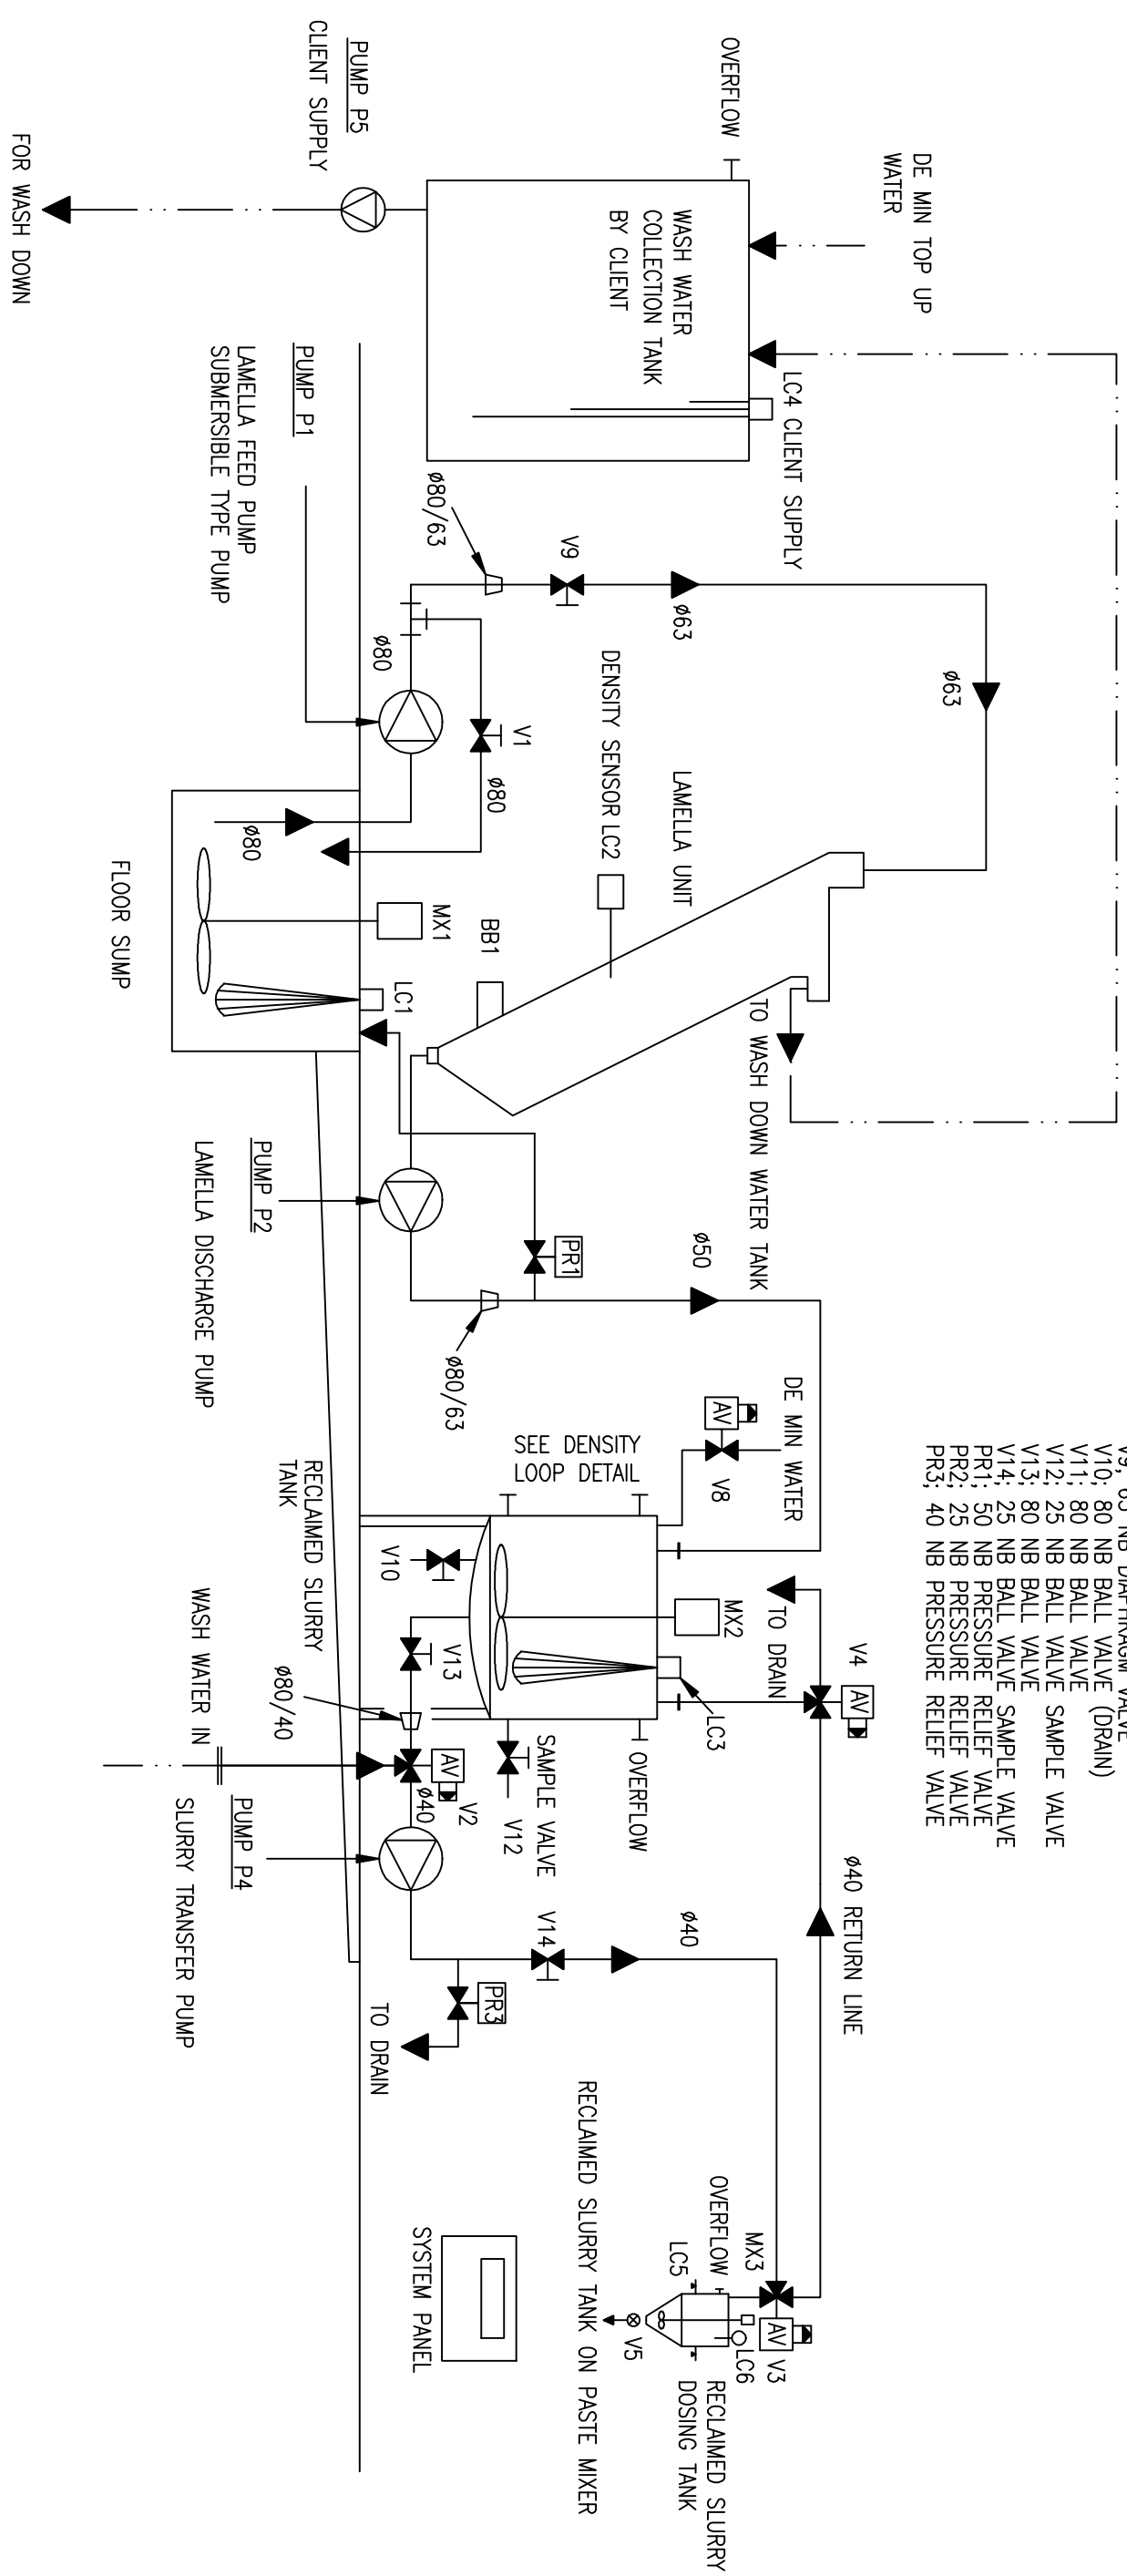 V9; 65 NB DIAPHRAGM VALVE
V10; 80 NB BALL VALVE (DRAIN)
V11; 80 NB BALL VALVE
V12; 25 NB BALL VALVE SAMPLE VALVE
V13; 80 NB BALL VALVE
V14; 25 NB BALL VALVE SAMPLE VALVE
PR1; 50 NB PRESSURE RELIEF VALVE
PR2; 25 NB PRESSURE RELIEF VALVE
PR3; 40 NB PRESSURE RELIEF VALVE
DE MIN TOP UP
WATER
OVERFLOW
WASH WATER
COLLECTION TANK
BY CLIENT
LC4 CLIENT SUPPLY
PUMP P5
CLIENT SUPPLY
FOR WASH DOWN
PUMP P1
LAMELLA FEED PUMP
SUBMERSIBLE TYPE PUMP
Ø80/63
V9
Ø63
Ø63
Ø80
V1
Ø80
Ø80
DENSITY SENSOR LC2
LAMELLA UNIT
BB1
MX1
LC1
FLOOR SUMP
TO WASH DOWN WATER TANK
PUMP P2
LAMELLA DISCHARGE PUMP
PR1
Ø50
Ø80/63
DE MIN WATER
AV
V8
SEE DENSITY
LOOP DETAIL
RECLAIMED SLURRY
TANK
V10
MX2
TO DRAIN
V4
AV
LC3
V13
Ø80/40
WASH WATER IN
OVERFLOW
SAMPLE VALVE
V12
AV
V2
Ø40
PUMP P4
SLURRY TRANSFER PUMP
Ø40 RETURN LINE
Ø40
V14
PR3
TO DRAIN
MX3
OVERFLOW
LC5
AV
V3
LC6
V5
RECLAIMED SLURRY
DOSING TANK
RECLAIMED SLURRY TANK ON PASTE MIXER
SYSTEM PANEL